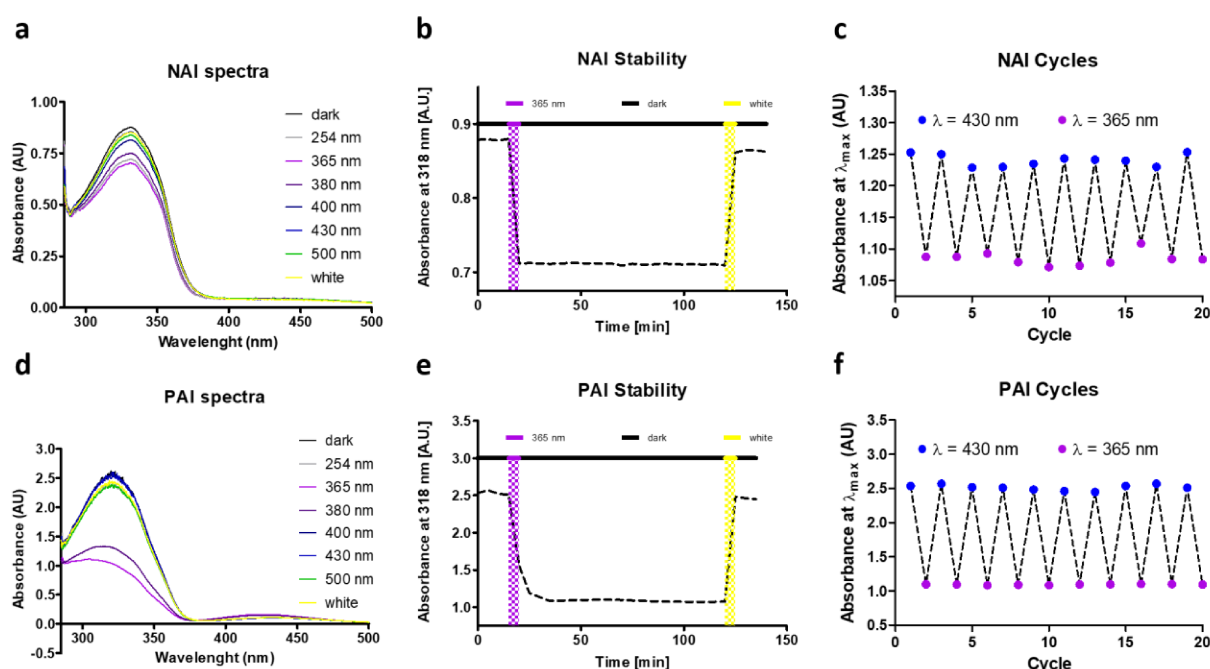 a
NAI spectra
Absorbance (AU)
1.00
0.75
0.50
0.25
0.00
300
350
400
450
500
Wavelenght (nm)
dark
254 nm
365 nm
380 nm
400 nm
430 nm
500 nm
white
b
NAI Stability
Absorbance at 318 nm [A.U.]
365 nm
dark
white
0.9
0.8
0.7
0
50
100
150
Time [min]
c
NAI Cycles
Absorbance at λmax (AU)
1.35
1.30
1.25
1.20
1.15
1.10
1.05
λ = 430 nm
λ = 365 nm
0
5
10
15
20
Cycle
d
PAI spectra
Absorbance (AU)
3.0
2.5
2.0
1.5
1.0
0.5
0.0
-0.5
300
350
400
450
500
Wavelenght (nm)
dark
254 nm
365 nm
380 nm
400 nm
430 nm
500 nm
white
e
PAI Stability
Absorbance at 318 nm [A.U.]
365 nm
dark
white
3.5
3.0
2.5
2.0
1.5
1.0
0
50
100
150
Time [min]
f
PAI Cycles
Absorbance at λmax (AU)
3.5
3.0
2.5
2.0
1.5
1.0
0.5
λ = 430 nm
λ = 365 nm
0
5
10
15
20
Cycle